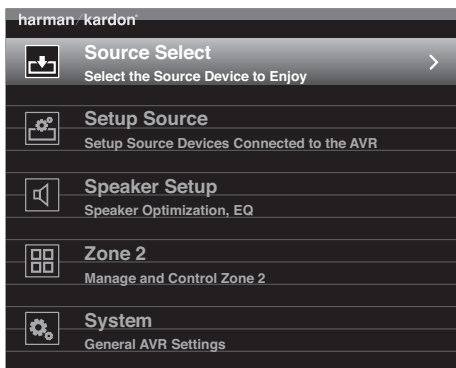 harman/kardon®
Source Select
Select the Source Device to Enjoy
Setup Source
Setup Source Devices Connected to the AVR
Speaker Setup
Speaker Optimization, EQ
Zone 2
Manage and Control Zone 2
System
General AVR Settings